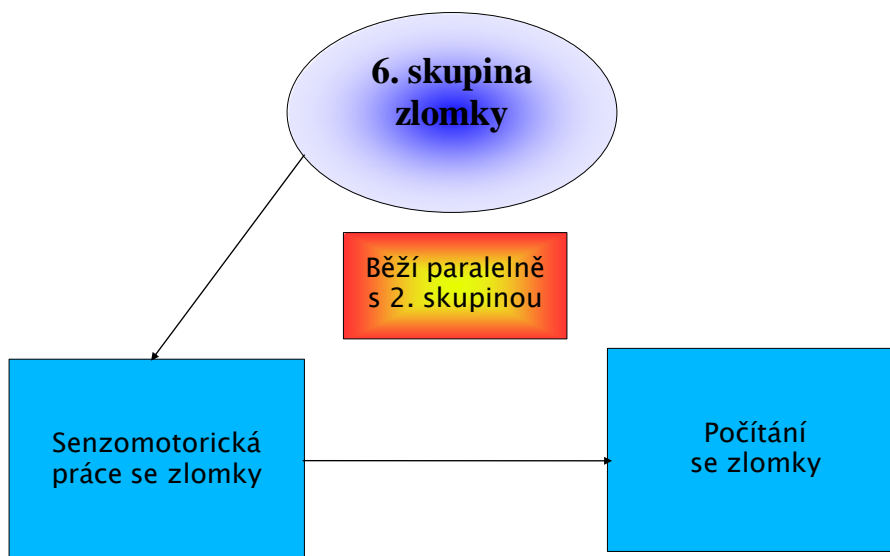 6. skupina
zlomky
Běží paralelně
s 2. skupinou
Senzomotorická
práce se zlomky
Počítání
se zlomky